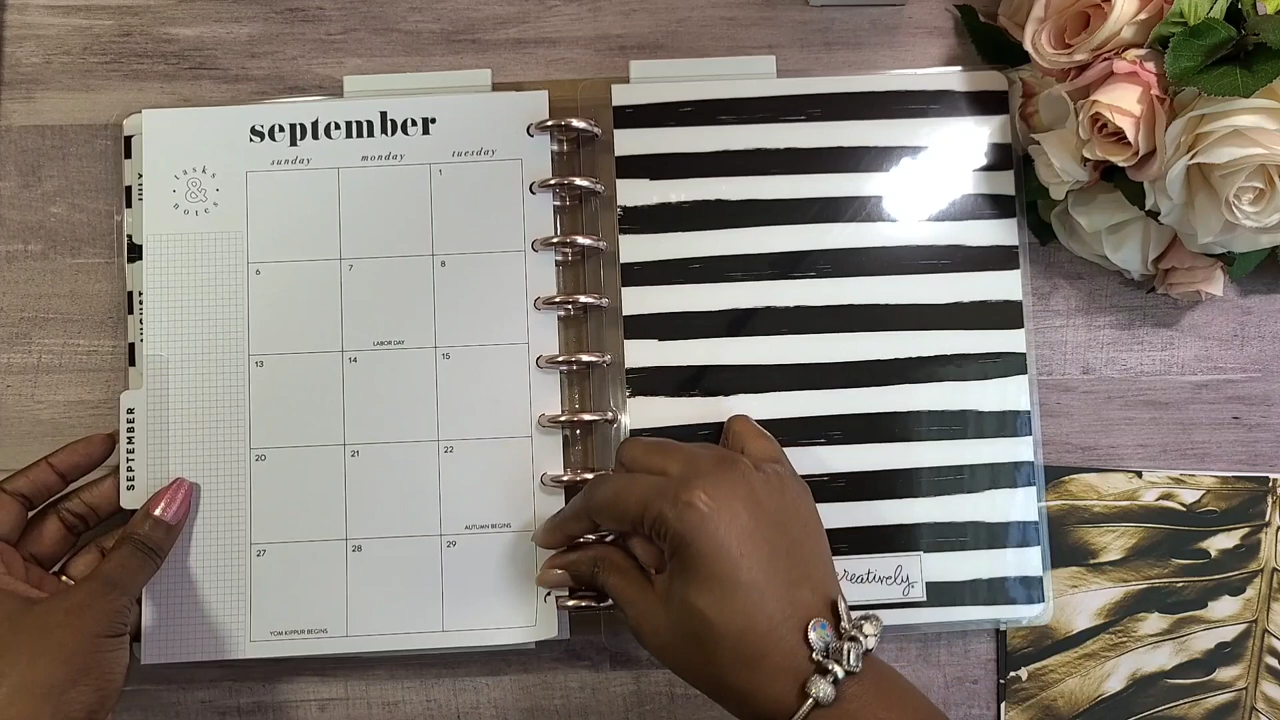 september
sunday monday tuesday
tasks
&
notes
1
6 7 8
LABOR DAY
13 14 15
20 21 22
AUTUMN BEGINS
27 28 29
YOM KIPPUR BEGINS
JULY
AUGUST
SEPTEMBER
creatively